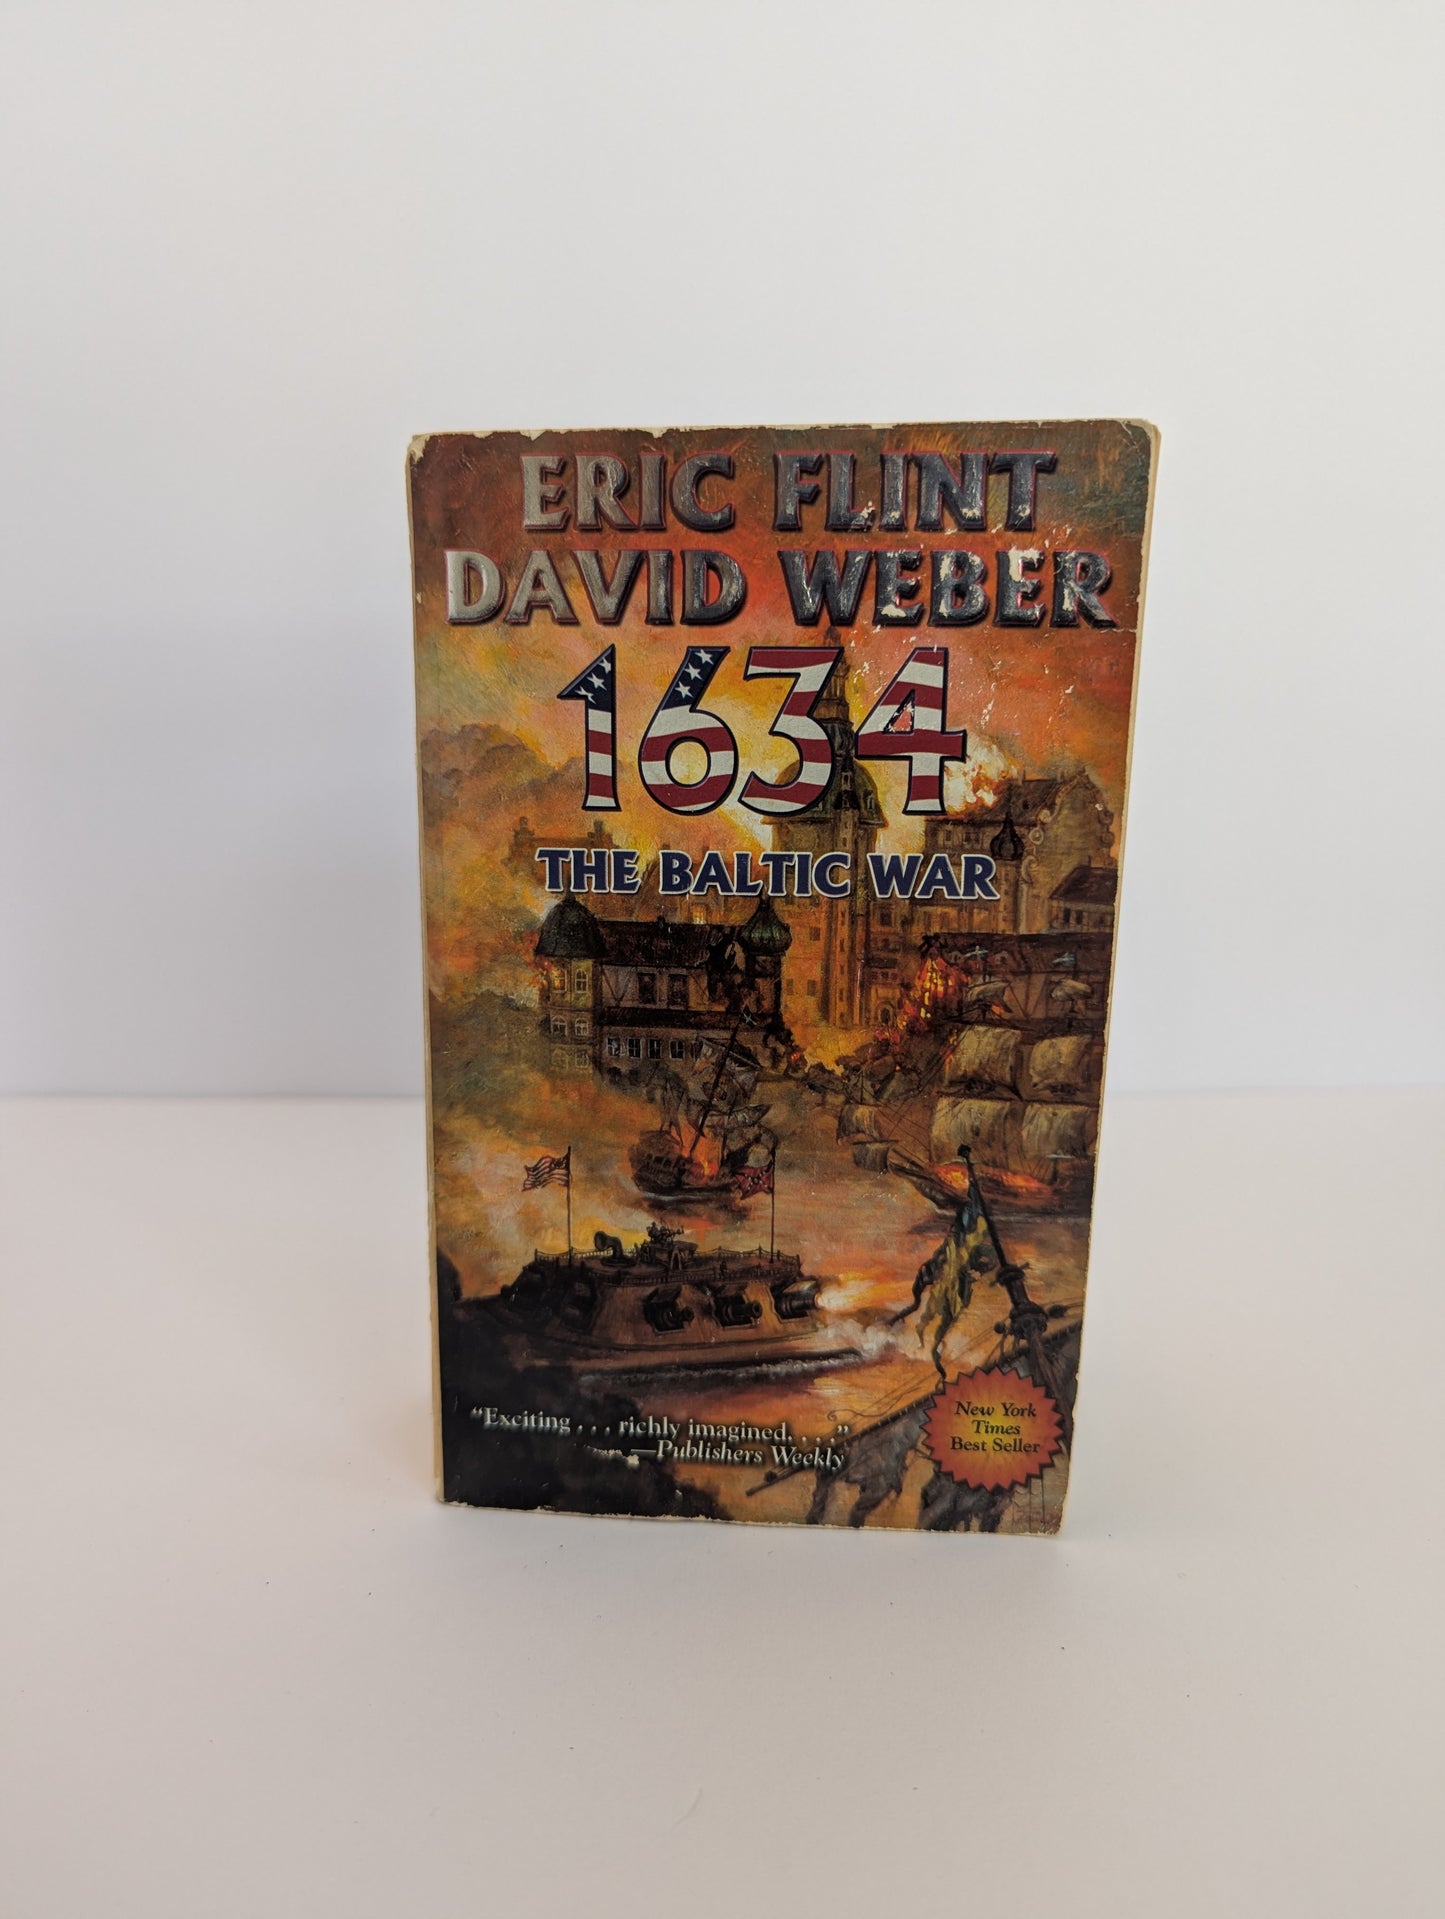 ERIC FLINT
DAVID WEBER
1634
THE BALTIC WAR
“Exciting . . . richly imagined. . . .”
—Publishers Weekly
New York
Times
Best Seller